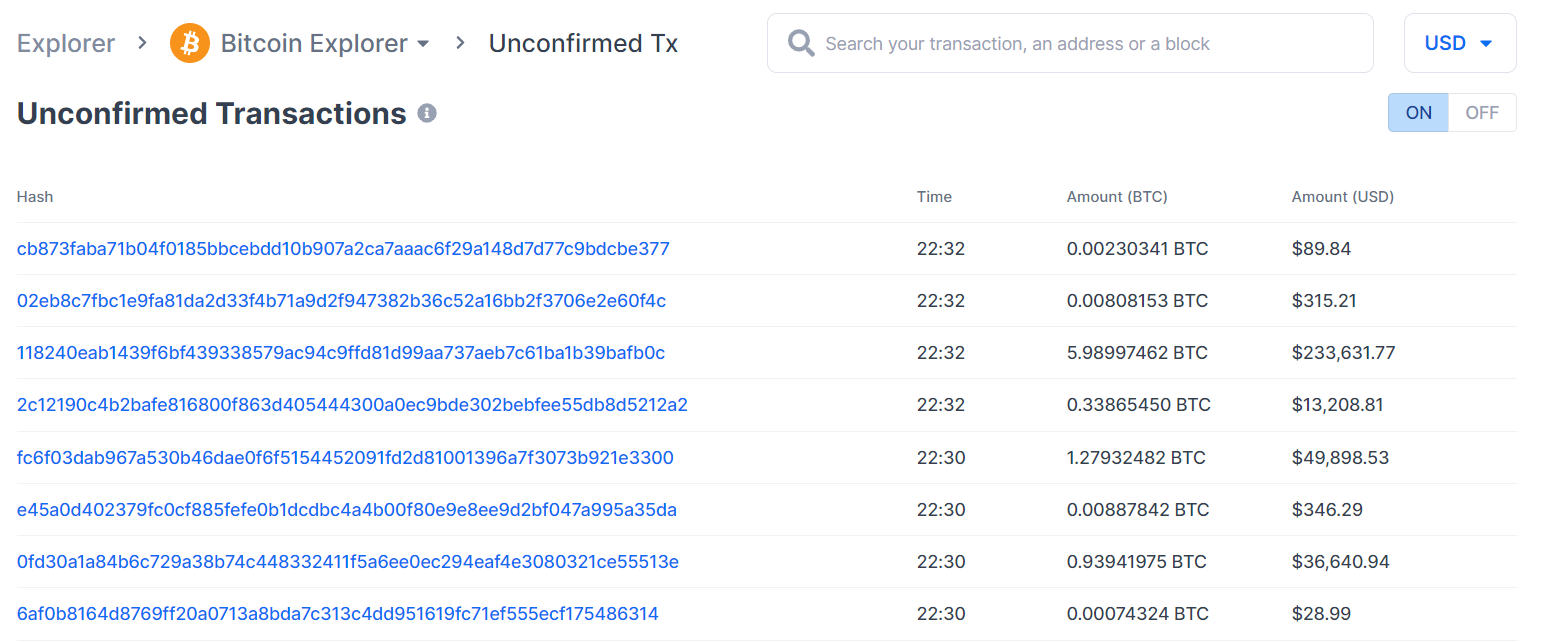 Explorer > Bitcoin Explorer > Unconfirmed Tx
Search your transaction, an address or a block
USD
Unconfirmed Transactions
ON OFF
Hash Time Amount (BTC) Amount (USD)
cb873faba71b04f0185bbcebdd10b907a2ca7aaac6f29a148d7d77c9bdcbe377 22:32 0.00230341 BTC $89.84
02eb8c7fbc1e9fa81da2d33f4b71a9d2f947382b36c52a16bb2f3706e2e60f4c 22:32 0.00808153 BTC $315.21
118240eab1439f6bf439338579ac94c9ffd81d99aa737aeb7c61ba1b39bafb0c 22:32 5.98997462 BTC $233,631.77
2c12190c4b2bafe816800f863d405444300a0ec9bde302bebfee55db8d5212a2 22:32 0.33865450 BTC $13,208.81
fc6f03dab967a530b46dae0f6f5154452091fd2d81001396a7f3073b921e3300 22:30 1.27932482 BTC $49,898.53
e45a0d402379fc0cf885fefe0b1dcdbc4a4b00f80e9e8ee9d2bf047a995a35da 22:30 0.00887842 BTC $346.29
0fd30a1a84b6c729a38b74c448332411f5a6ee0ec294eaf4e3080321ce55513e 22:30 0.93941975 BTC $36,640.94
6af0b8164d8769ff20a0713a8bda7c313c4dd951619fc71ef555ecf175486314 22:30 0.00074324 BTC $28.99